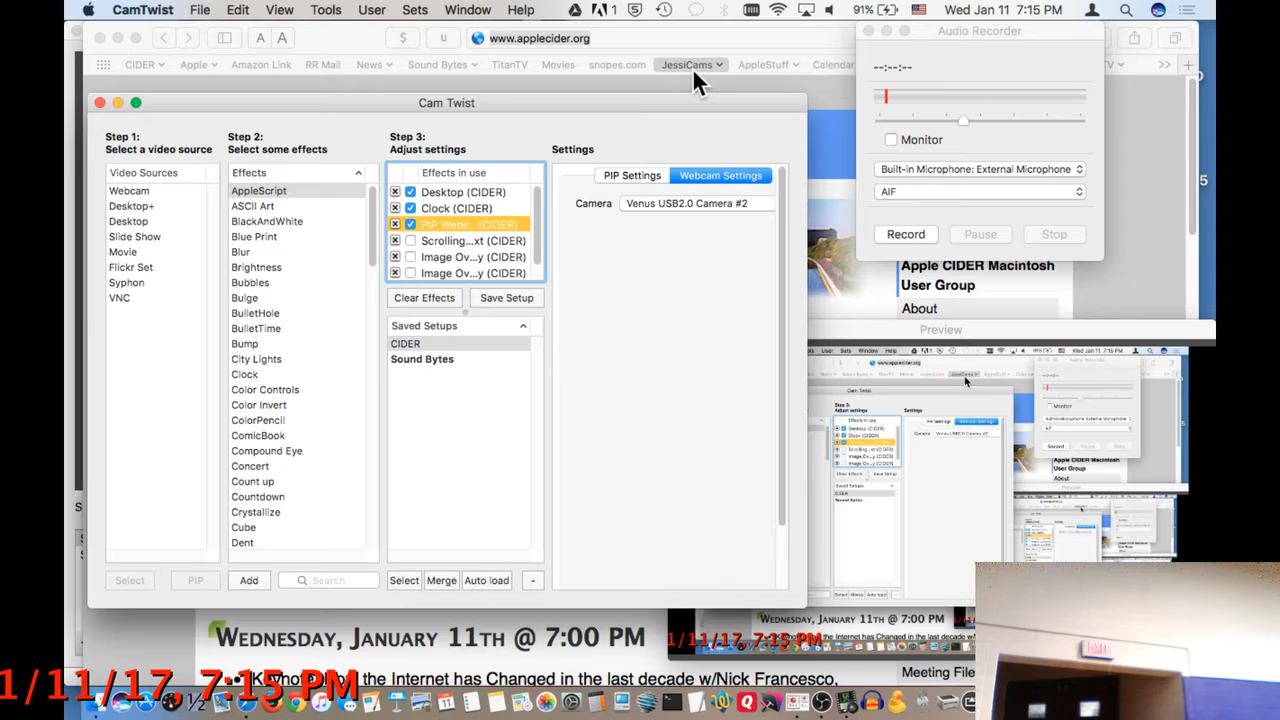 CamTwist File Edit View Tools User Sets Window Help 91% Wed Jan 11 7:15 PM
A A $ u www.applecider.org
CIDER Apple Amazon RR Mail News Sound Bytes TitanTV Movies snopes.com JessiCams AppleStuff Calendar >> +
Audio Recorder
--:--:--
Monitor
Built-in Microphone: External Microphone
AIF
Record Pause Stop
Cam Twist
Step 1:
Select a video source
Step 2:
Select some effects
Step 3:
Adjust settings
Settings
Video Sources
Webcam
Desktop+
Desktop
Slide Show
Movie
Flickr Set
Syphon
VNC
Effects
AppleScript
ASCII Art
BlackAndWhite
Blue Print
Blur
Brightness
Bubbles
Bulge
BulletHole
BulletTime
Bump
City Lights
Clock
Color Controls
Color Invert
ColorPencil
ComicBook
Compound Eye
Concert
Count up
Countdown
Crystallize
Cube
Dent
Effects in use
Desktop (CIDER)
Clock (CIDER)
PIP Webc... (CIDER)
Scrolling...xt (CIDER)
Image Ov...y (CIDER)
Image Ov...y (CIDER)
Clear Effects Save Setup
Saved Setups
CIDER
Sound Bytes
PIP Settings Webcam Settings
Camera Venus USB2.0 Camera #2
Select PIP Add Search Select Merge Auto load -
Apple CIDER Macintosh
User Group
About
Preview
Wednesday, January 11th @ 7:00 PM
1/11/17, 7:15 PM
Wednesday, January 11th @ 7:00 PM
1/11/17, 7:15 PM
the Internet has Changed in the last decade w/Nick Francesco,
Meeting File